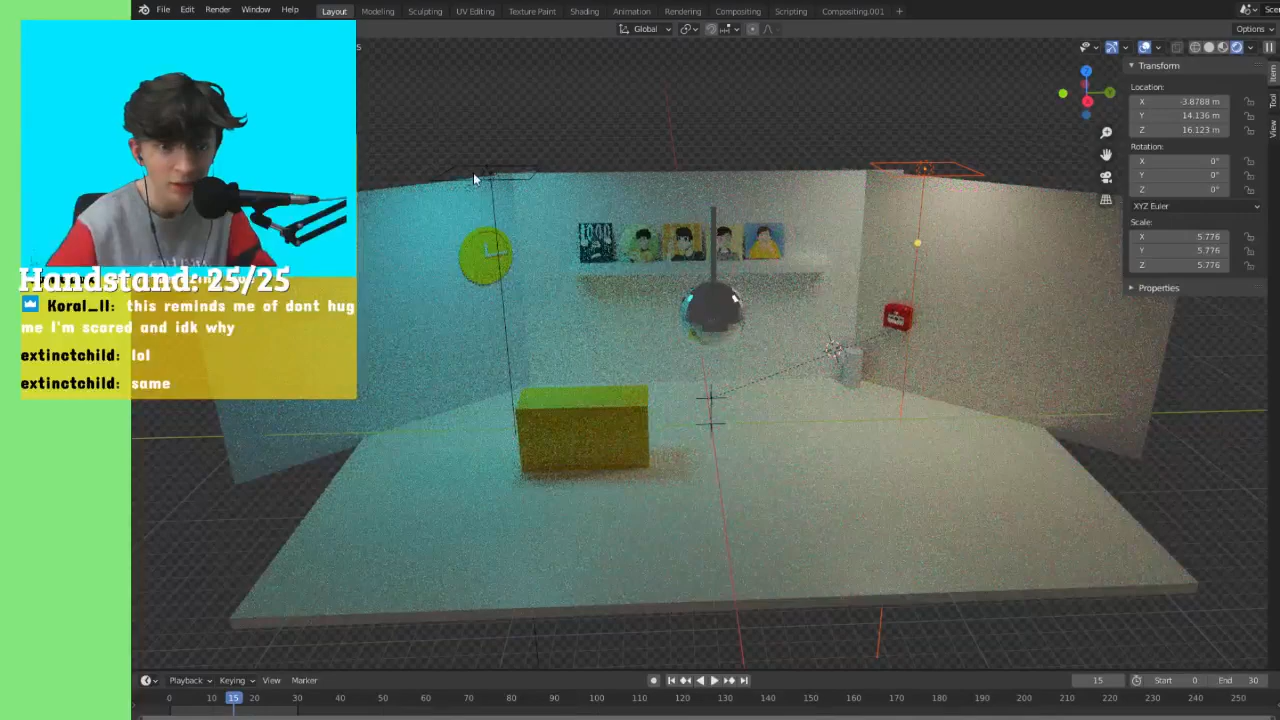 File Edit Render Window Help
Layout Modeling Sculpting UV Editing Texture Paint Shading Animation Rendering Compositing Scripting Compositing.001 +
Scen
Global
Options
Transform
Location:
X -3.8788 m
Y 14.136 m
Z 16.123 m
Rotation:
X 0°
Y 0°
Z 0°
XYZ Euler
Scale:
X 5.776
Y 5.776
Z 5.776
Properties
Item
Tool
View
Handstand: 25/25
Koral_ll: this reminds me of dont hug
me I'm scared and idk why
extinctchild: lol
extinctchild: same
Playback Keying View Marker
15 Start 0 End 30
0 10 15 20 30 40 50 60 70 80 90 100 110 120 130 140 150 160 170 180 190 200 210 220 230 240 250